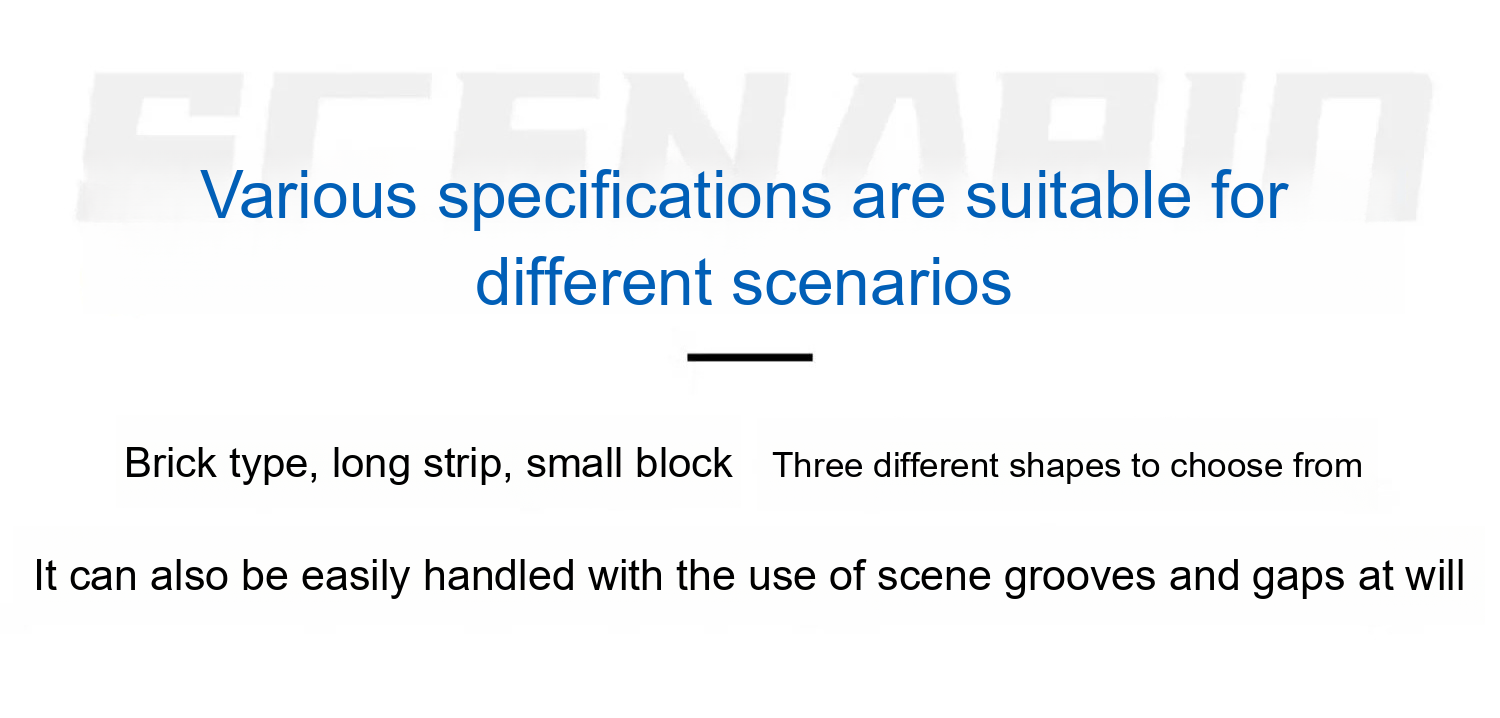 SCENARIO
Various specifications are suitable for
different scenarios
Brick type, long strip, small block Three different shapes to choose from
It can also be easily handled with the use of scene grooves and gaps at will